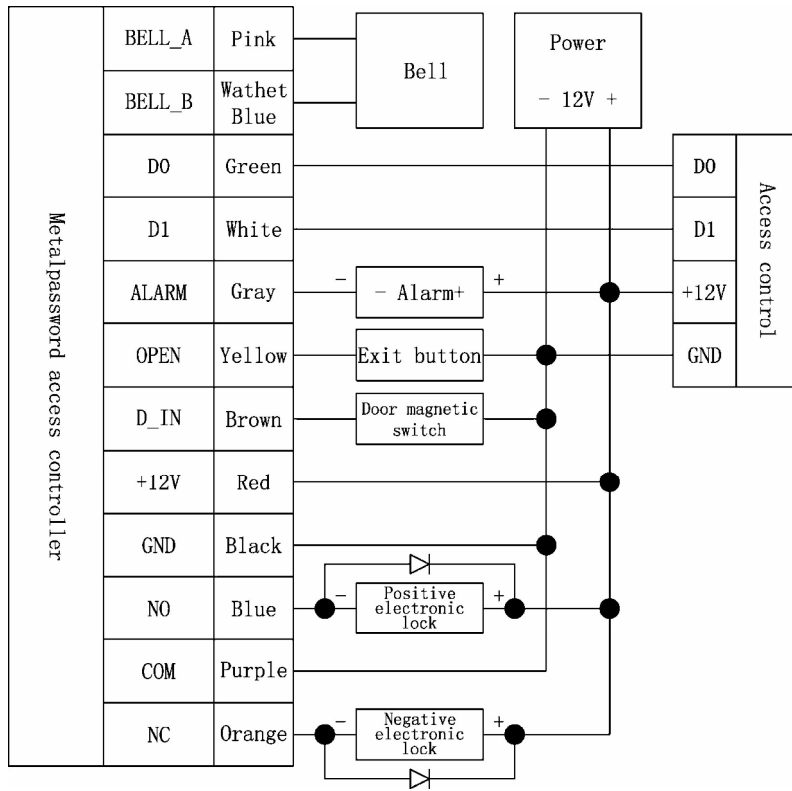 BELL_A Pink
BELL_B Wathet
Blue
D0 Green
D1 White
ALARM Gray
OPEN Yellow
D_IN Brown
+12V Red
GND Black
NO Blue
COM Purple
NC Orange
Metalpassword access controller
Bell
Power
- 12V +
- - Alarm+ +
Exit button
Door magnetic
switch
- Positive +
electronic
lock
- Negative +
electronic
lock
D0
D1
+12V
GND
Access control